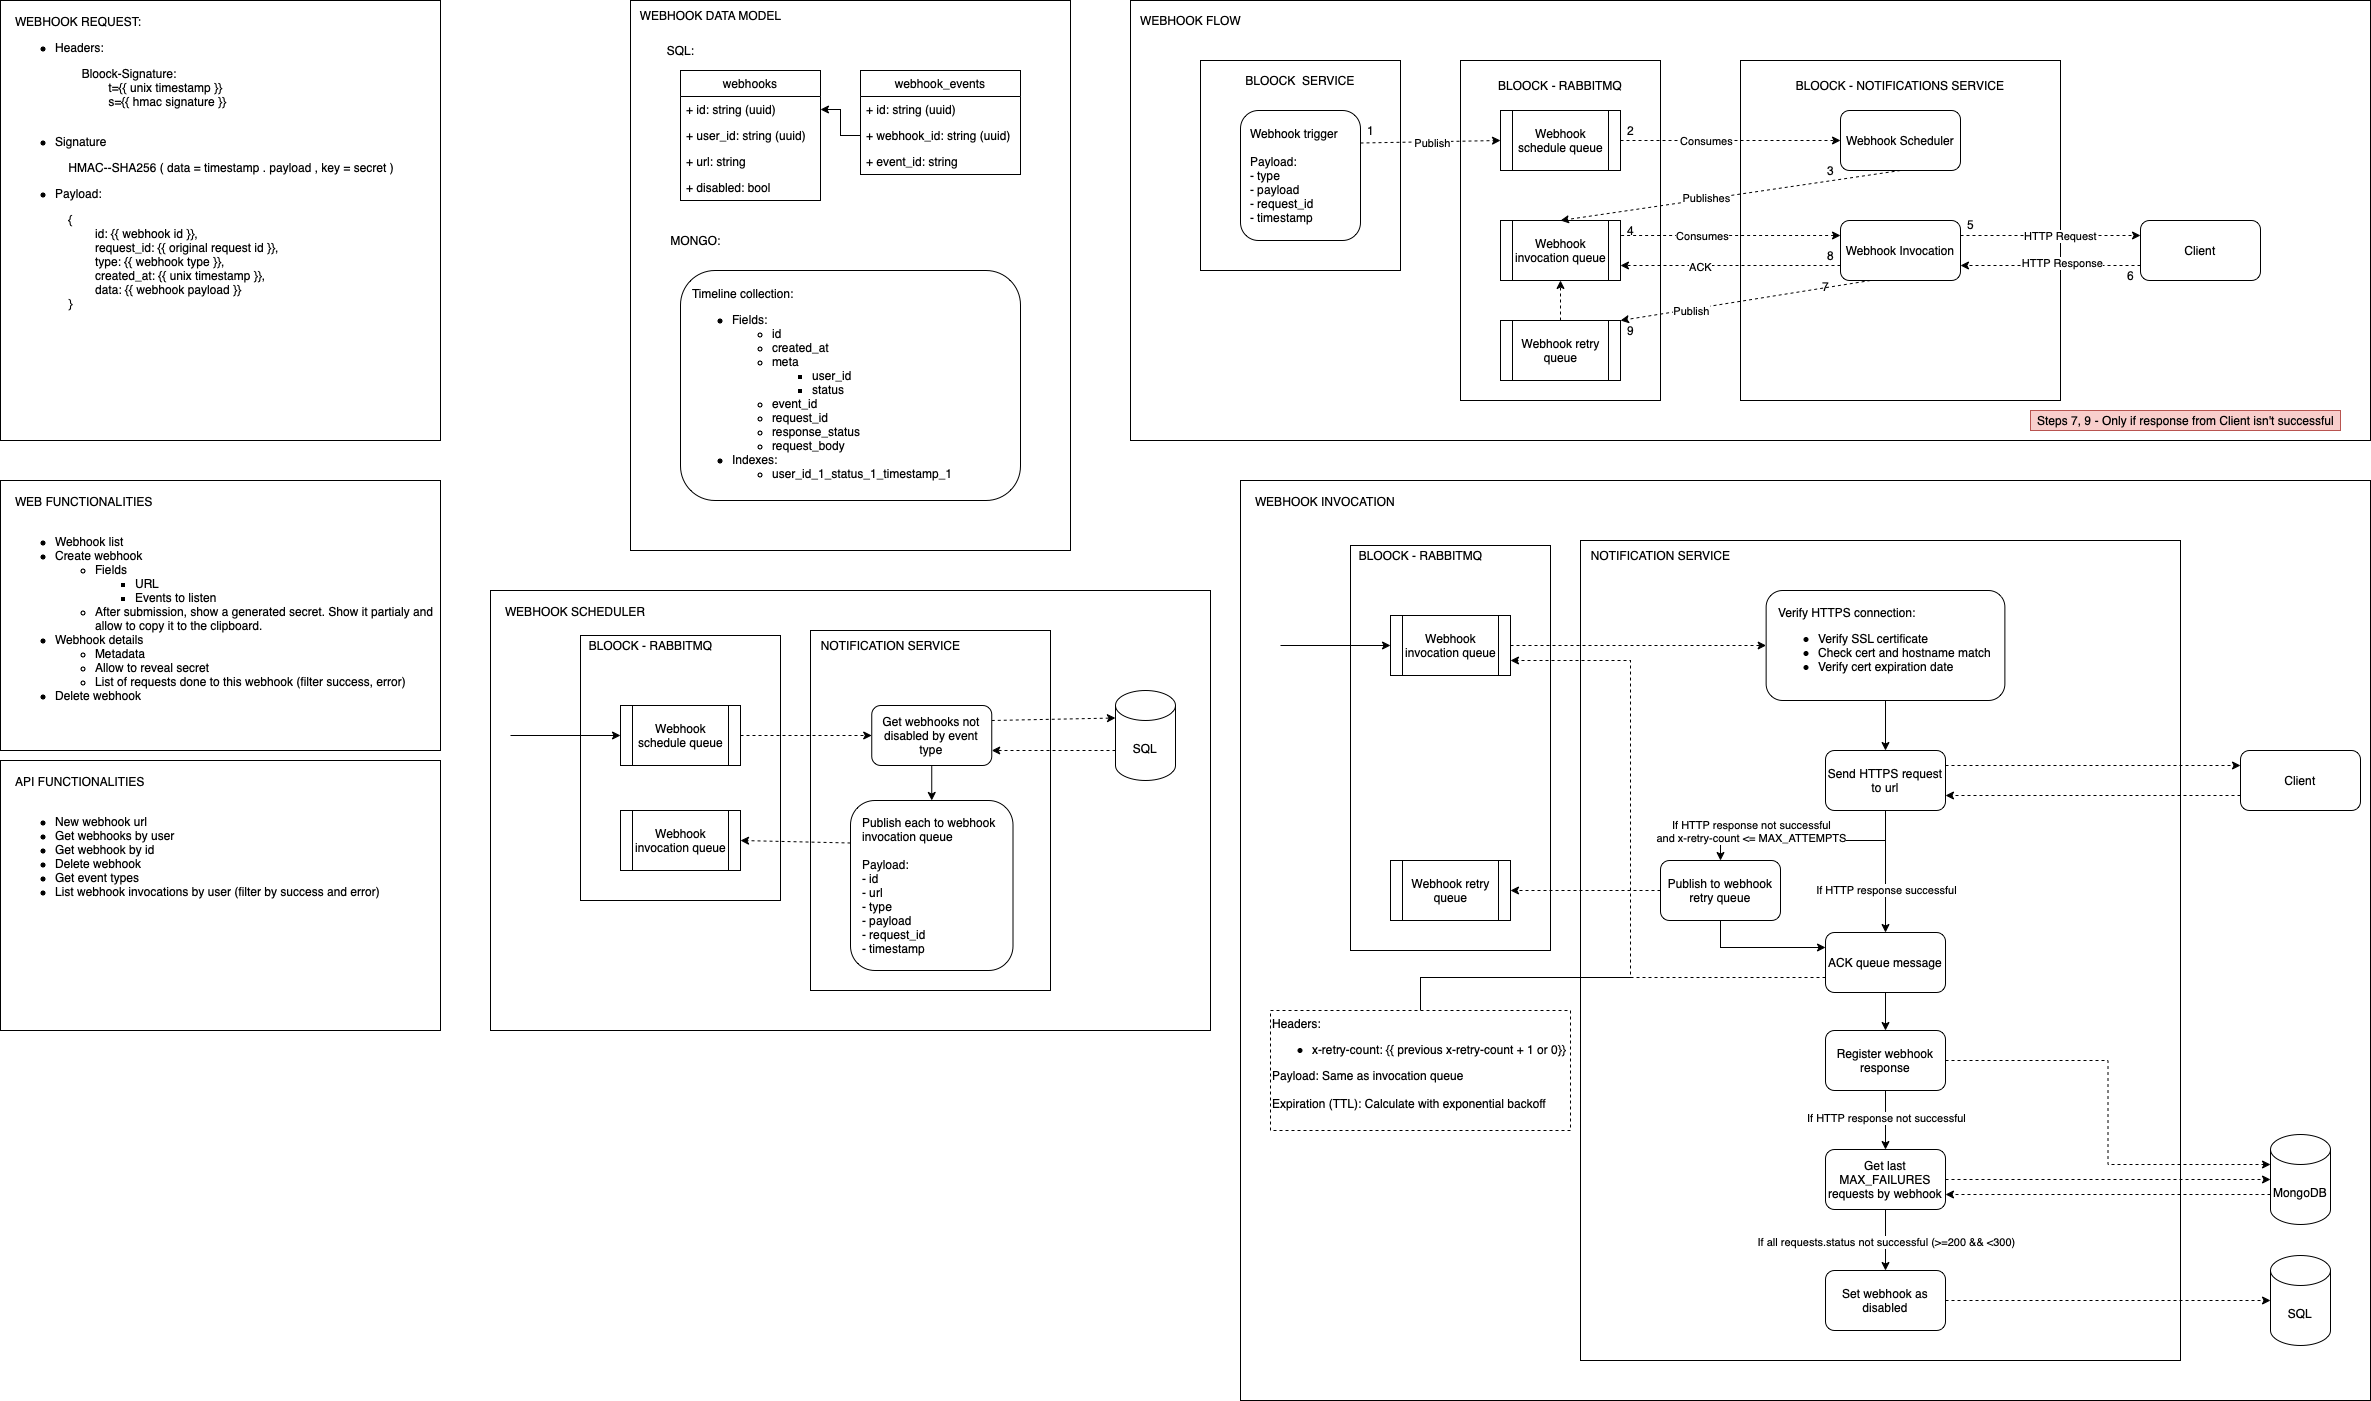 WEBHOOK REQUEST:
Headers:
Bloock-Signature:
t={{ unix timestamp }}
s={{ hmac signature }}
Signature
HMAC--SHA256 ( data = timestamp . payload , key = secret )
Payload:
{
id: {{ webhook id }},
request_id: {{ original request id }},
type: {{ webhook type }},
created_at: {{ unix timestamp }},
data: {{ webhook payload }}
}
WEBHOOK DATA MODEL
SQL:
webhooks
+ id: string (uuid)
+ user_id: string (uuid)
+ url: string
+ disabled: bool
webhook_events
+ id: string (uuid)
+ webhook_id: string (uuid)
+ event_id: string
MONGO:
Timeline collection:
Fields:
id
created_at
meta
user_id
status
event_id
request_id
response_status
request_body
Indexes:
user_id_1_status_1_timestamp_1
WEBHOOK FLOW
BLOOCK SERVICE
Webhook trigger
Payload:
- type
- payload
- request_id
- timestamp
1
Publish
BLOOCK - RABBITMQ
Webhook
schedule queue
2
Consumes
BLOOCK - NOTIFICATIONS SERVICE
Webhook Scheduler
3
Publishes
Webhook
invocation queue
4
Consumes
Webhook Invocation
5
HTTP Request
Client
HTTP Response
6
8
ACK
7
Publish
9
Webhook retry
queue
Steps 7, 9 - Only if response from Client isn't successful
WEB FUNCTIONALITIES
Webhook list
Create webhook
Fields
URL
Events to listen
After submission, show a generated secret. Show it partialy and
allow to copy it to the clipboard.
Webhook details
Metadata
Allow to reveal secret
List of requests done to this webhook (filter success, error)
Delete webhook
API FUNCTIONALITIES
New webhook url
Get webhooks by user
Get webhook by id
Delete webhook
Get event types
List webhook invocations by user (filter by success and error)
WEBHOOK SCHEDULER
BLOOCK - RABBITMQ
Webhook
schedule queue
Webhook
invocation queue
NOTIFICATION SERVICE
Get webhooks not
disabled by event
type
SQL
Publish each to webhook
invocation queue
Payload:
- id
- url
- type
- payload
- request_id
- timestamp
WEBHOOK INVOCATION
BLOOCK - RABBITMQ
Webhook
invocation queue
Webhook retry
queue
NOTIFICATION SERVICE
Verify HTTPS connection:
Verify SSL certificate
Check cert and hostname match
Verify cert expiration date
Send HTTPS request
to url
Client
If HTTP response not successful
and x-retry-count <= MAX_ATTEMPTS
Publish to webhook
retry queue
If HTTP response successful
ACK queue message
Headers:
x-retry-count: {{ previous x-retry-count + 1 or 0}}
Payload: Same as invocation queue
Expiration (TTL): Calculate with exponential backoff
Register webhook
response
If HTTP response not successful
Get last
MAX_FAILURES
requests by webhook
MongoDB
If all requests.status not successful (>=200 && <300)
Set webhook as
disabled
SQL